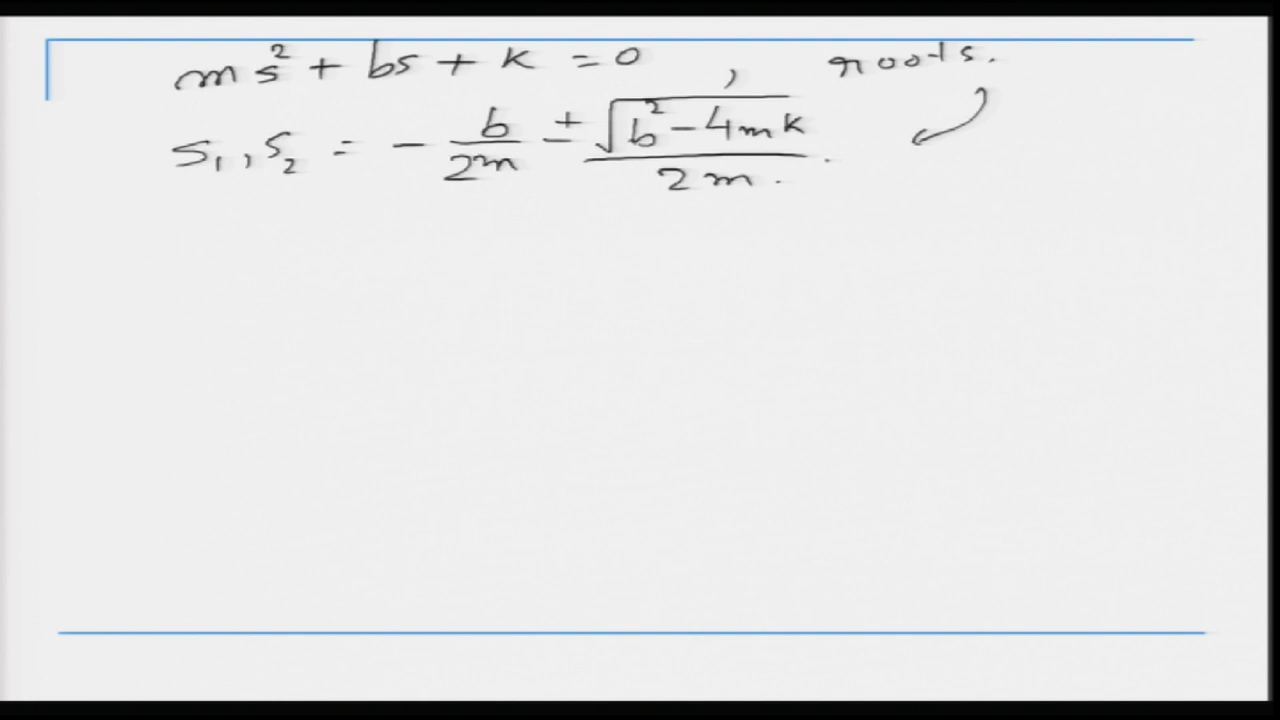 ms² + bs + k = 0 , roots.
s₁, s₂ = - b/2m ± √(b² - 4mk)/2m.